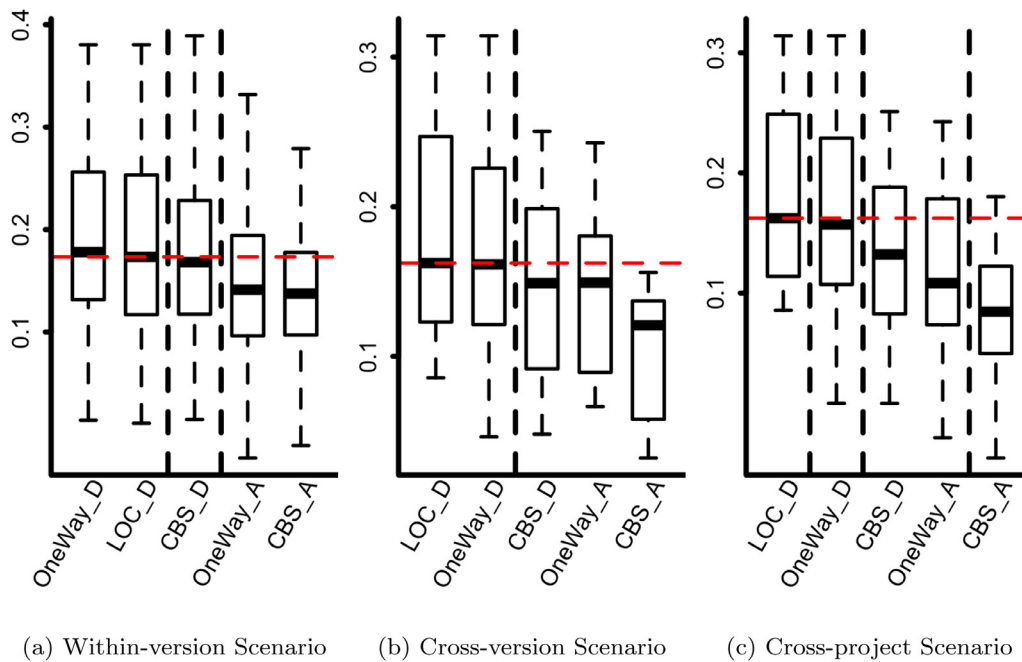 0.4
0.3
0.2
0.1
OneWay_D
LOC_D
CBS_D
OneWay_A
CBS_A
(a) Within-version Scenario
0.3
0.2
0.1
LOC_D
OneWay_D
CBS_D
OneWay_A
CBS_A
(b) Cross-version Scenario
0.3
0.2
0.1
LOC_D
OneWay_D
CBS_D
OneWay_A
CBS_A
(c) Cross-project Scenario